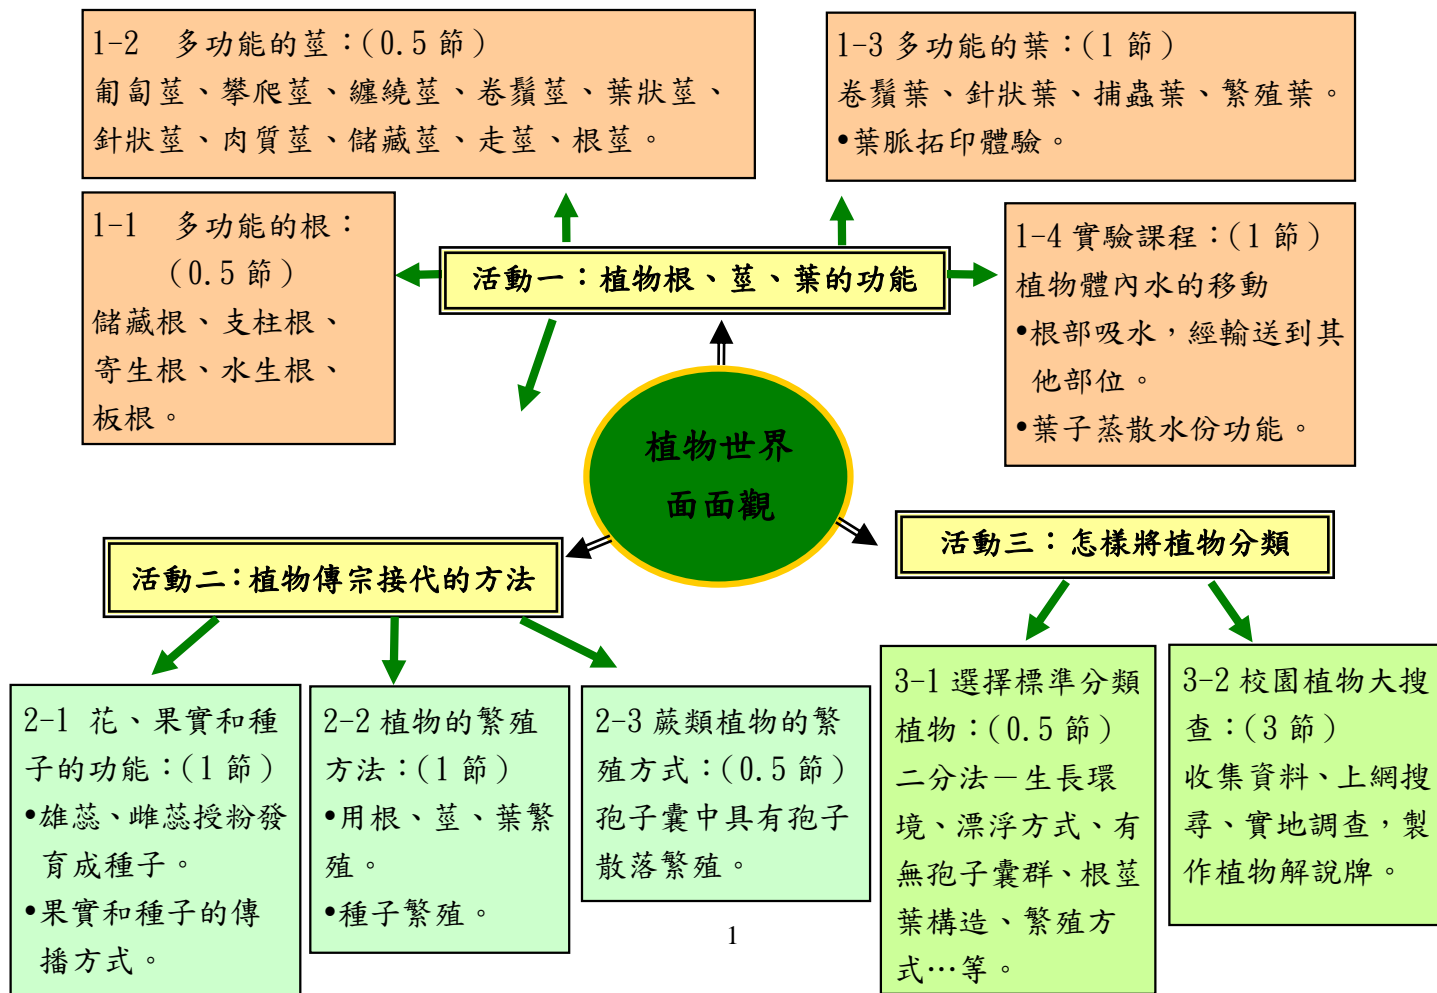 1-2　多功能的莖：(0.5 節)
匍匐莖、攀爬莖、纏繞莖、卷鬚莖、葉狀莖、
針狀莖、肉質莖、儲藏莖、走莖、根莖。
1-3 多功能的葉：(1 節)
卷鬚葉、針狀葉、捕蟲葉、繁殖葉。
•葉脈拓印體驗。
1-1　多功能的根：
(0.5 節)
儲藏根、支柱根、
寄生根、水生根、
板根。
活動一：植物根、莖、葉的功能
1-4 實驗課程：(1 節)
植物體內水的移動
•根部吸水，經輸送到其
他部位。
•葉子蒸散水份功能。
植物世界
面面觀
活動二：植物傳宗接代的方法
活動三：怎樣將植物分類
2-1 花、果實和種
子的功能：(1 節)
•雄蕊、雌蕊授粉發
育成種子。
•果實和種子的傳
播方式。
2-2 植物的繁殖
方法：(1 節)
•用根、莖、葉繁
殖。
•種子繁殖。
2-3 蕨類植物的繁
殖方式：(0.5 節)
孢子囊中具有孢子
散落繁殖。
3-1 選擇標準分類
植物：(0.5 節)
二分法－生長環
境、漂浮方式、有
無孢子囊群、根莖
葉構造、繁殖方
式…等。
3-2 校園植物大搜
查：(3 節)
收集資料、上網搜
尋、實地調查，製
作植物解說牌。
1